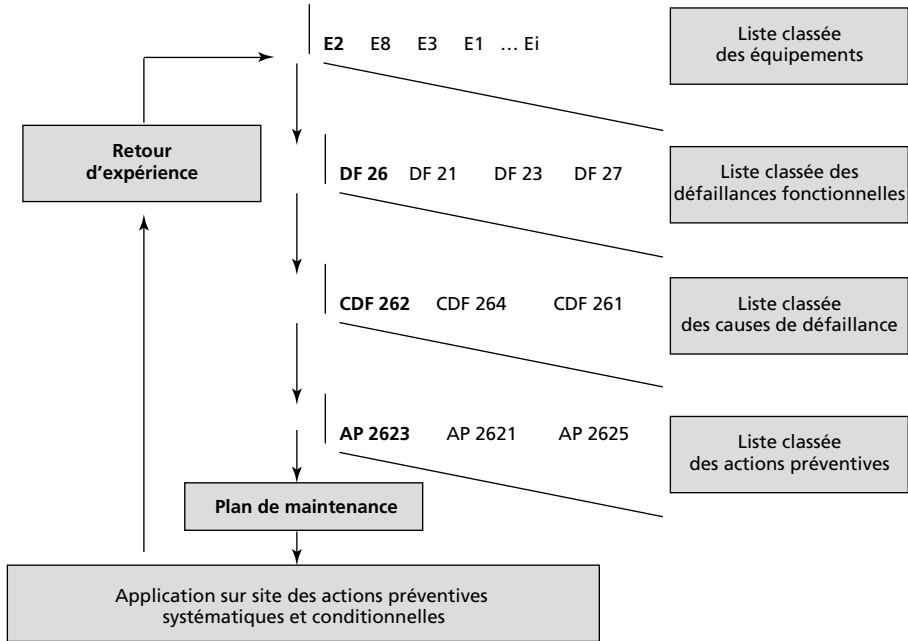 E2 E8 E3 E1 … Ei
Liste classée
des équipements
Retour
d'expérience
DF 26 DF 21 DF 23 DF 27
Liste classée des
défaillances fonctionnelles
CDF 262 CDF 264 CDF 261
Liste classée
des causes de défaillance
AP 2623 AP 2621 AP 2625
Liste classée
des actions préventives
Plan de maintenance
Application sur site des actions préventives
systématiques et conditionnelles